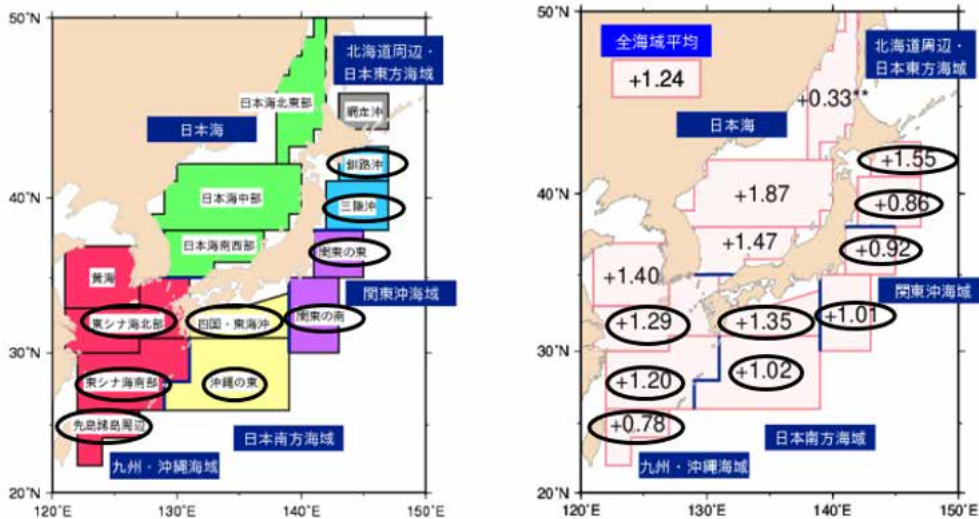 50°N
40°N
30°N
20°N
120°E
130°E
140°E
150°E
北海道周辺・
日本東方海域
日本海北東部
網走沖
日本海
釧路沖
日本海中部
三陸沖
日本海南西部
関東の東
黄海
関東沖海域
東シナ海北部
四国・東海沖
関東の南
東シナ海南部
沖縄の東
先島諸島周辺
日本南方海域
九州・沖縄海域
50°N
40°N
30°N
20°N
120°E
130°E
140°E
150°E
全海域平均
+1.24
北海道周辺・
日本東方海域
+0.33**
日本海
+1.55
+1.87
+0.86
+1.47
+0.92
+1.40
関東沖海域
+1.29
+1.35
+1.01
+1.20
+1.02
+0.78
日本南方海域
九州・沖縄海域